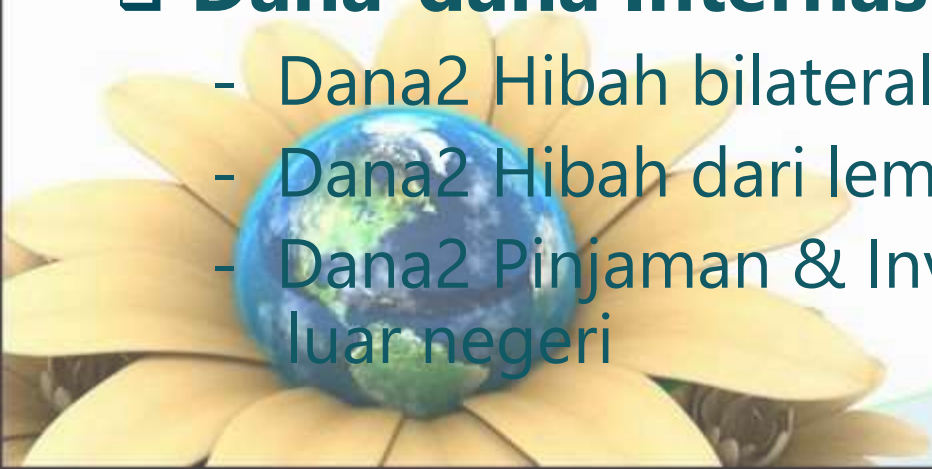 Dana-dana Internas
- Dana2 Hibah bilateral
- Dana2 Hibah dari lem
- Dana2 Pinjaman & Inv
luar negeri